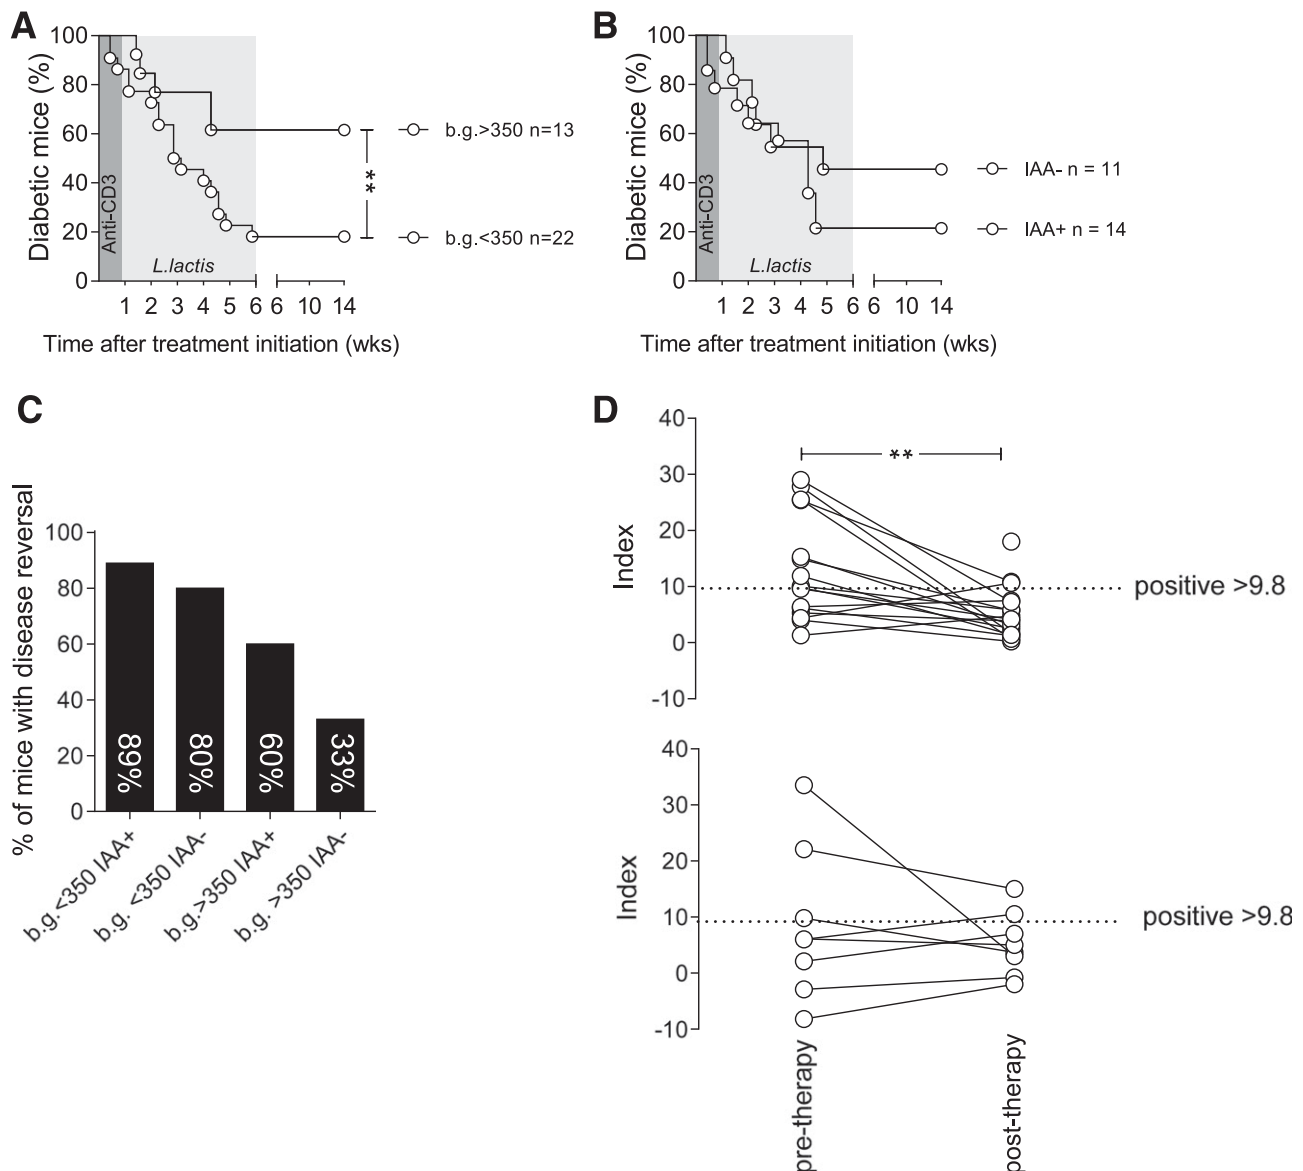 A
Diabetic mice (%)
100
80
60
40
20
0
Anti-CD3
L.lactis
1 2 3 4 5 6 6 10 14
Time after treatment initiation (wks)
b.g.>350 n=13
**
b.g.<350 n=22
B
Diabetic mice (%)
100
80
60
40
20
0
Anti-CD3
L.lactis
1 2 3 4 5 6 6 10 14
Time after treatment initiation (wks)
IAA- n = 11
IAA+ n = 14
C
% of mice with disease reversal
100
80
60
40
20
0
89%
80%
60%
33%
b.g.<350 IAA+
b.g. <350 IAA-
b.g.>350 IAA+
b.g. >350 IAA-
D
Index
40
30
20
10
0
-10
**
positive >9.8
Index
40
30
20
10
0
-10
positive >9.8
pre-therapy
post-therapy